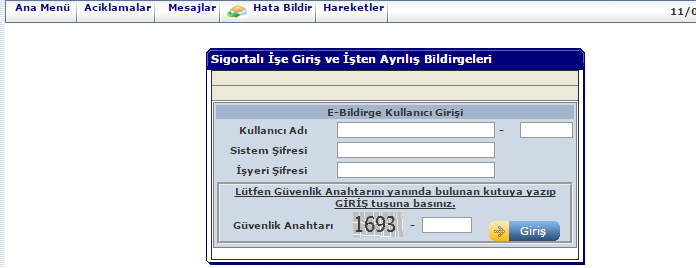 Ana Menü Aciklamalar Mesajlar Hata Bildir Hareketler 11/0
Sigortalı İşe Giriş ve İşten Ayrılış Bildirgeleri
E-Bildirge Kullanıcı Girişi
Kullanıcı Adı -
Sistem Şifresi
İşyeri Şifresi
Lütfen Güvenlik Anahtarını yanında bulunan kutuya yazıp
GİRİŞ tuşuna basınız.
Güvenlik Anahtarı 1693 - Giriş